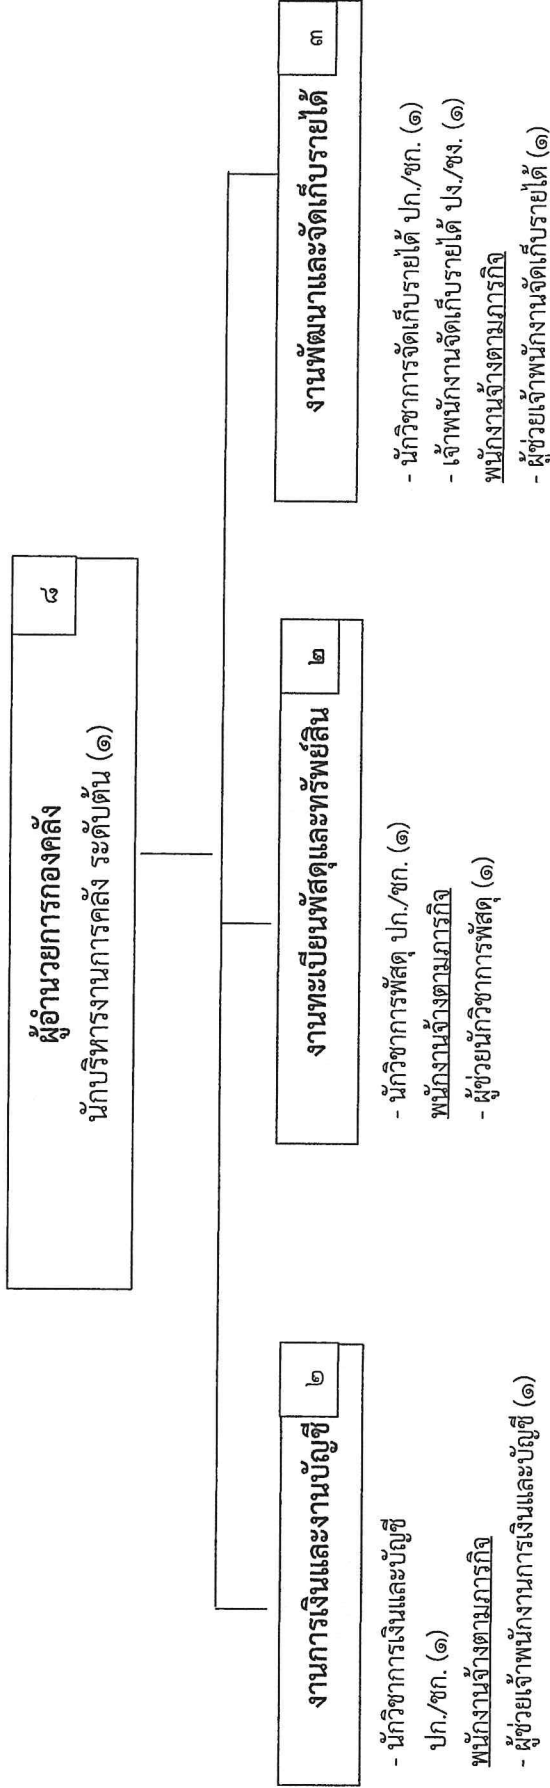 ผู้อำนวยการกองคลัง
นักบริหารงานการคลัง ระดับต้น (๑)
๘
งานการเงินและงานบัญชี
๒
- นักวิชาการเงินและบัญชี
ปก./ชก. (๑)
พนักงานจ้างตามภารกิจ
- ผู้ช่วยเจ้าพนักงานการเงินและบัญชี (๑)
งานทะเบียนพัสดุและทรัพย์สิน
๒
- นักวิชาการพัสดุ ปก./ชก. (๑)
พนักงานจ้างตามภารกิจ
- ผู้ช่วยนักวิชาการพัสดุ (๑)
งานพัฒนาและจัดเก็บรายได้
๓
- นักวิชาการจัดเก็บรายได้ ปก./ชก. (๑)
- เจ้าพนักงานจัดเก็บรายได้ ปง./ชง. (๑)
พนักงานจ้างตามภารกิจ
- ผู้ช่วยเจ้าพนักงานจัดเก็บรายได้ (๑)